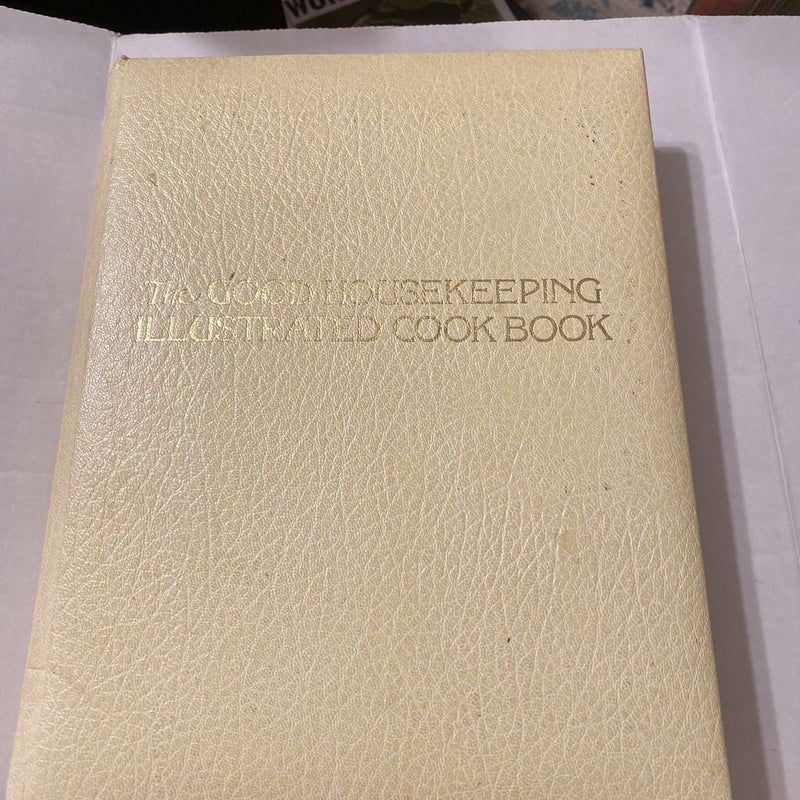 The GOOD HOUSEKEEPING
ILLUSTRATED COOK BOOK